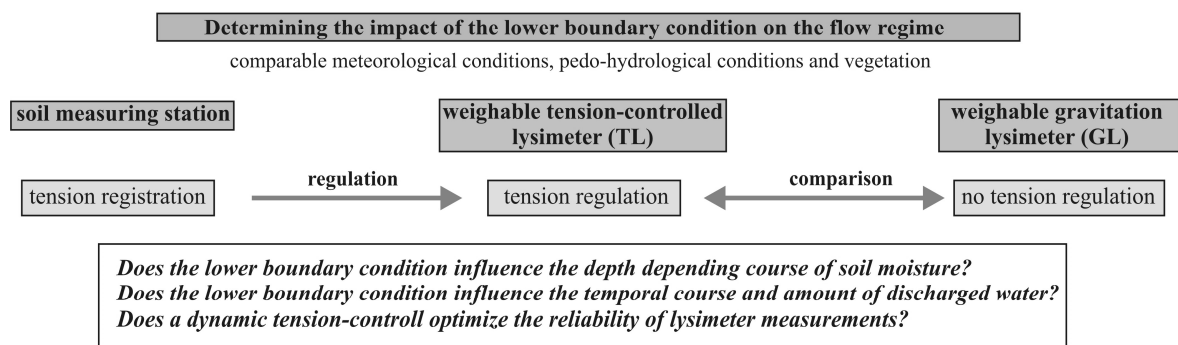 Determining the impact of the lower boundary condition on the flow regime
comparable meteorological conditions, pedo-hydrological conditions and vegetation
soil measuring station
weighable tension-controlled
lysimeter (TL)
weighable gravitation
lysimeter (GL)
tension registration
regulation
tension regulation
comparison
no tension regulation
Does the lower boundary condition influence the depth depending course of soil moisture?
Does the lower boundary condition influence the temporal course and amount of discharged water?
Does a dynamic tension-controll optimize the reliability of lysimeter measurements?